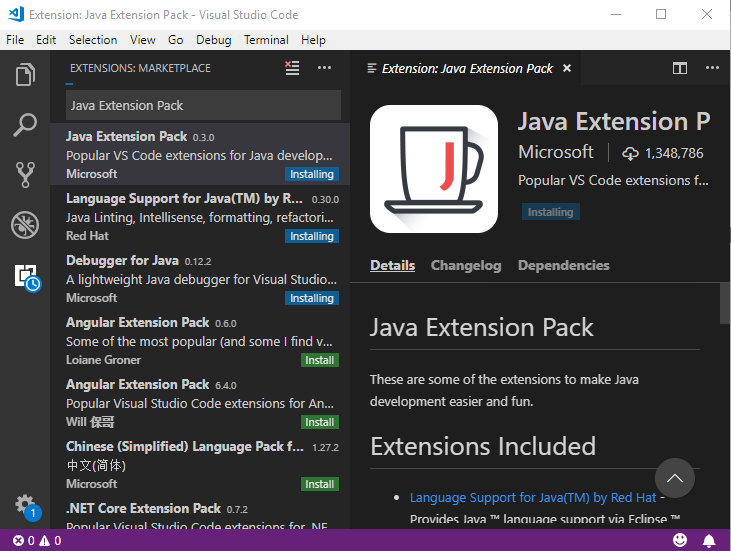 Extension: Java Extension Pack - Visual Studio Code
File Edit Selection View Go Debug Terminal Help
EXTENSIONS: MARKETPLACE
Java Extension Pack
Java Extension Pack 0.3.0
Popular VS Code extensions for Java develop...
Microsoft Installing
Language Support for Java(TM) by R... 0.30.0
Java Linting, Intellisense, formatting, refactori...
Red Hat Installing
Debugger for Java 0.12.2
A lightweight Java debugger for Visual Studio...
Microsoft Installing
Angular Extension Pack 0.6.0
Some of the most popular (and some I find v...
Loiane Groner Install
Angular Extension Pack 6.4.0
Popular Visual Studio Code extensions for An...
Will 保哥 Install
Chinese (Simplified) Language Pack f... 1.27.2
中文(简体)
Microsoft Install
.NET Core Extension Pack 0.7.2
Popular Visual Studio Code extensions for .NE
1
Extension: Java Extension Pack
J
Java Extension P
Microsoft 1,348,786
Popular VS Code extensions f...
Installing
Details Changelog Dependencies
Java Extension Pack
These are some of the extensions to make Java
development easier and fun.
Extensions Included
• Language Support for Java(TM) by Red Hat -
Provides Java ™ language support via Eclipse ™
0 0